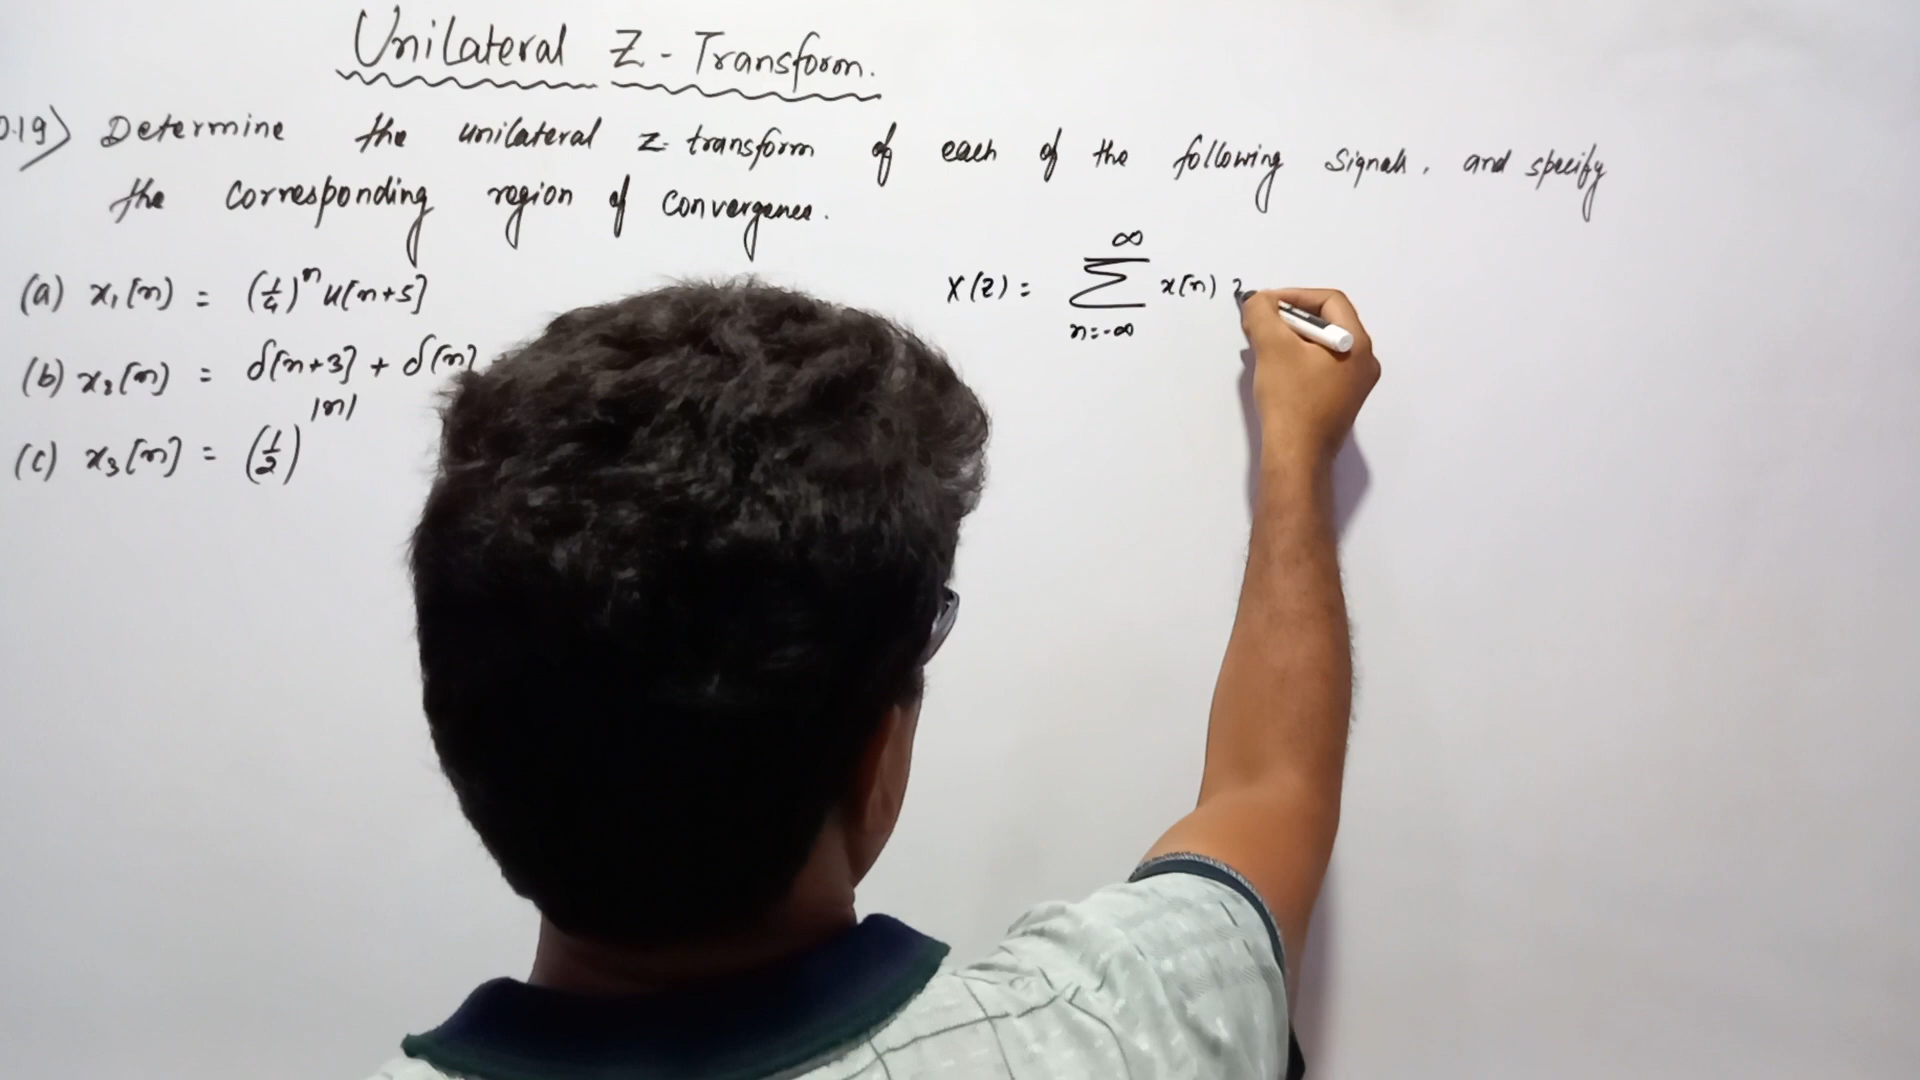 Unilateral Z-Transform.
0.19) Determine the unilateral z-transform of each of the following signals, and specify
the corresponding region of convergence.
(a) x₁[n] = (1/4)ⁿ u[n+5]
X(z) = ∑ x[n] z
∞
n=-∞
(b) x₂[n] = δ[n+3] + δ[n]
(c) x₃[n] = (1/2)^|n|